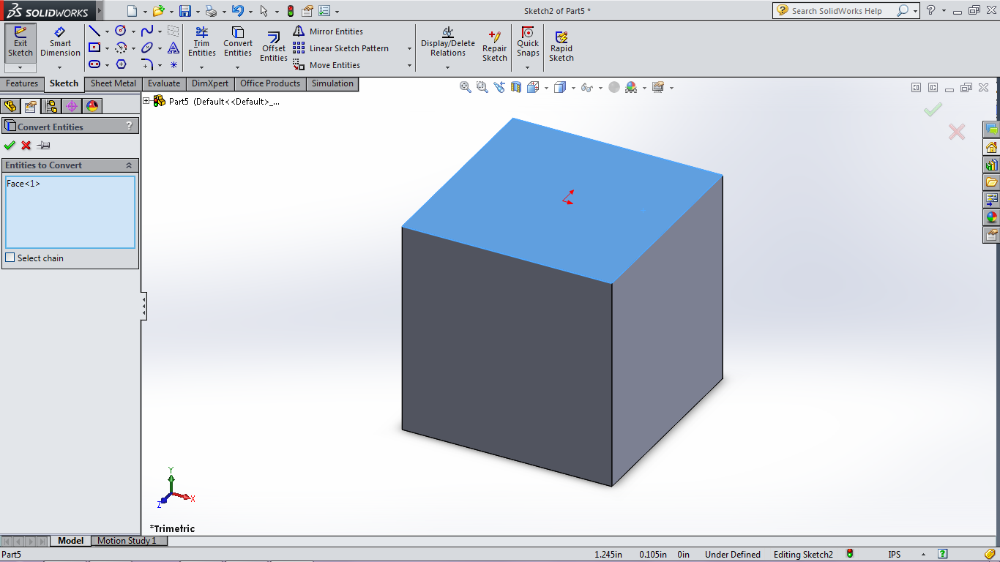 SOLIDWORKS
Sketch2 of Part5 *
Search SolidWorks Help
Exit Sketch
Smart Dimension
Trim Entities
Convert Entities
Offset Entities
Mirror Entities
Linear Sketch Pattern
Move Entities
Display/Delete Relations
Repair Sketch
Quick Snaps
Rapid Sketch
Features Sketch Sheet Metal Evaluate DimXpert Office Products Simulation
Part5 (Default<<Default>_...
Convert Entities ?
Entities to Convert
Face<1>
Select chain
Y
X
Z
*Trimetric
Model Motion Study 1
Part5 1.245in 0.105in 0in Under Defined Editing Sketch2 IPS ?